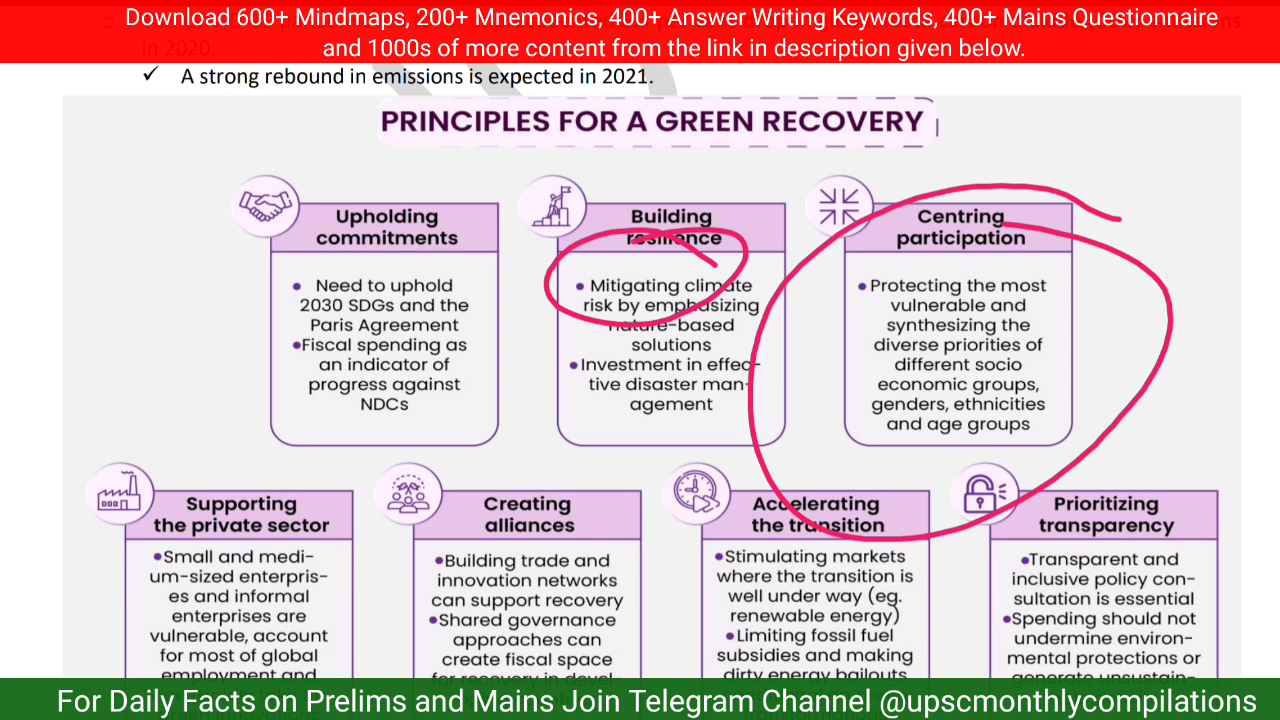 Download 600+ Mindmaps, 200+ Mnemonics, 400+ Answer Writing Keywords, 400+ Mains Questionnaire
and 1000s of more content from the link in description given below.
in 2020.
✓ A strong rebound in emissions is expected in 2021.
PRINCIPLES FOR A GREEN RECOVERY
Upholding
commitments
• Need to uphold
2030 SDGs and the
Paris Agreement
•Fiscal spending as
an indicator of
progress against
NDCs
Building
resilience
• Mitigating climate
risk by emphasizing
nature-based
solutions
•Investment in effec-
tive disaster man-
agement
Centring
participation
•Protecting the most
vulnerable and
synthesizing the
diverse priorities of
different socio
economic groups,
genders, ethnicities
and age groups
Supporting
the private sector
•Small and medi-
um-sized enterpris-
es and informal
enterprises are
vulnerable, account
for most of global
employment and
Creating
alliances
•Building trade and
innovation networks
can support recovery
•Shared governance
approaches can
create fiscal space
for recovery in devel-
Accelerating
the transition
•Stimulating markets
where the transition is
well under way (eg.
renewable energy)
•Limiting fossil fuel
subsidies and making
dirty energy bailouts
Prioritizing
transparency
•Transparent and
inclusive policy con-
sultation is essential
•Spending should not
undermine environ-
mental protections or
generate unsustain-
For Daily Facts on Prelims and Mains Join Telegram Channel @upscmonthlycompilations